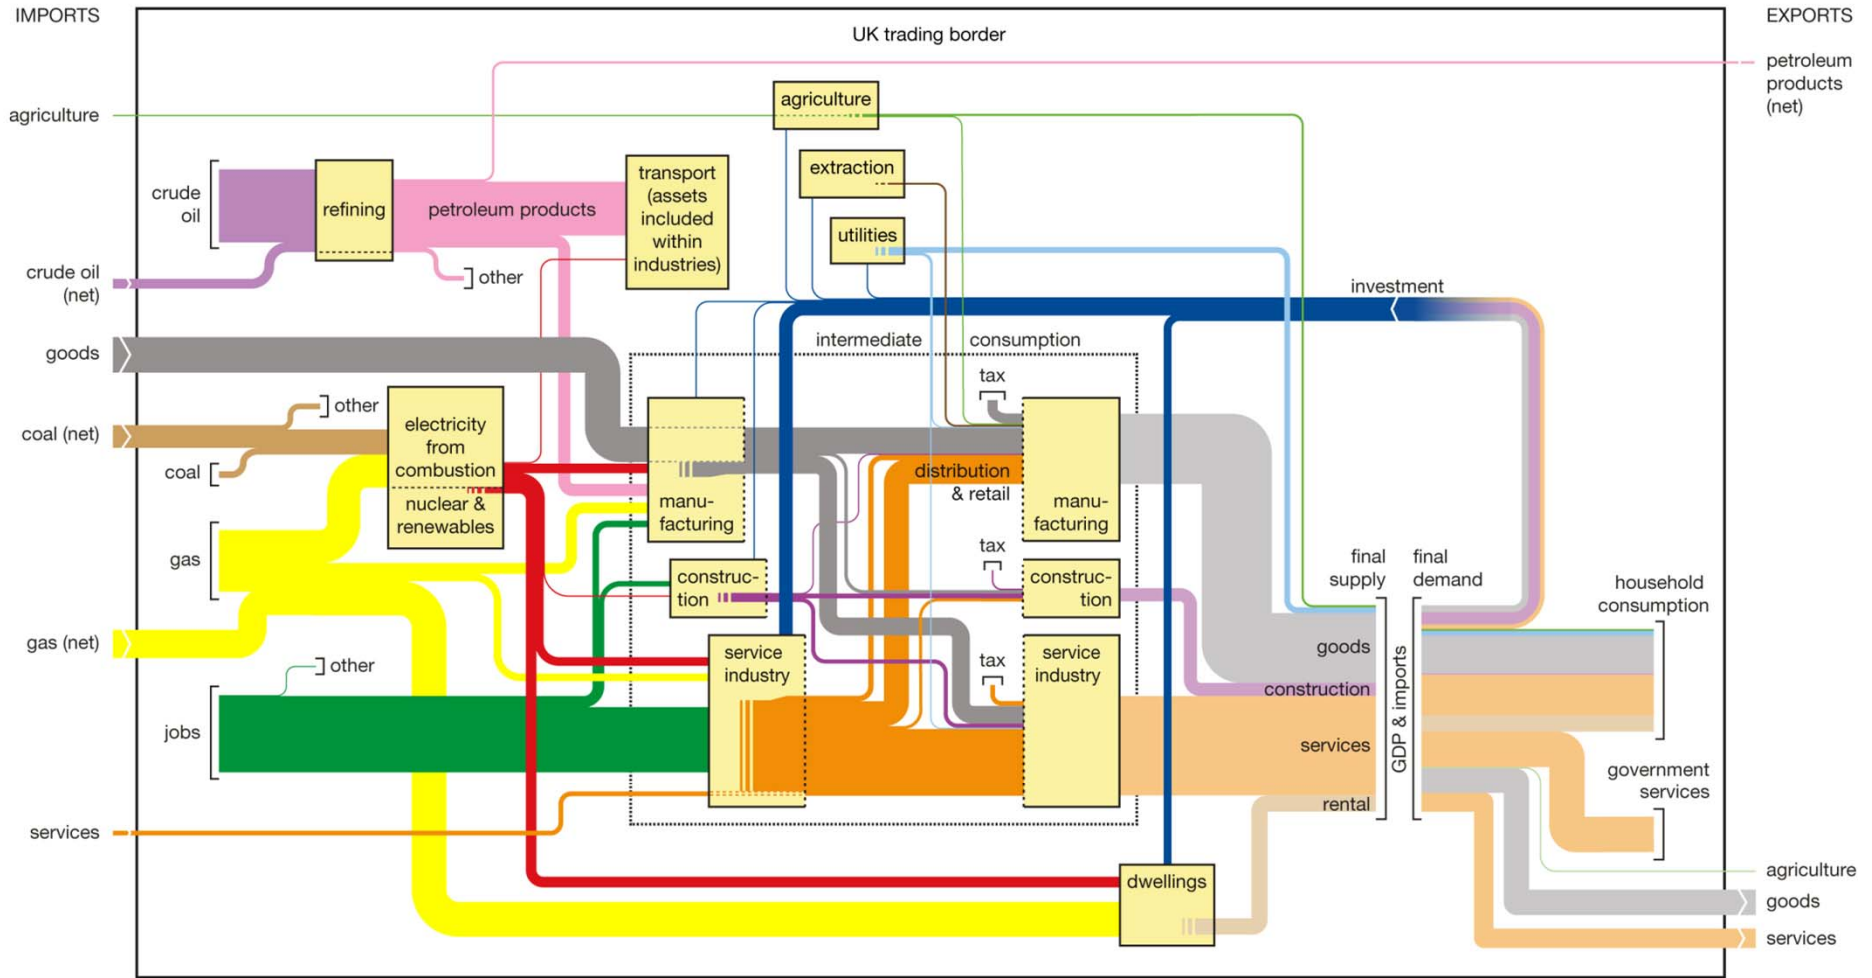 IMPORTS
EXPORTS
UK trading border
petroleum
products
(net)
agriculture
agriculture
extraction
utilities
crude
oil
refining
petroleum products
transport
(assets
included
within
industries)
other
crude oil
(net)
investment
goods
intermediate
consumption
tax
other
coal (net)
coal
electricity
from
combustion
nuclear &
renewables
manu-
facturing
distribution
& retail
manu-
facturing
gas
tax
construc-
tion
construc-
tion
final
supply
final
demand
household
consumption
gas (net)
other
service
industry
tax
service
industry
goods
construction
GDP & imports
jobs
services
rental
government
services
services
dwellings
agriculture
goods
services